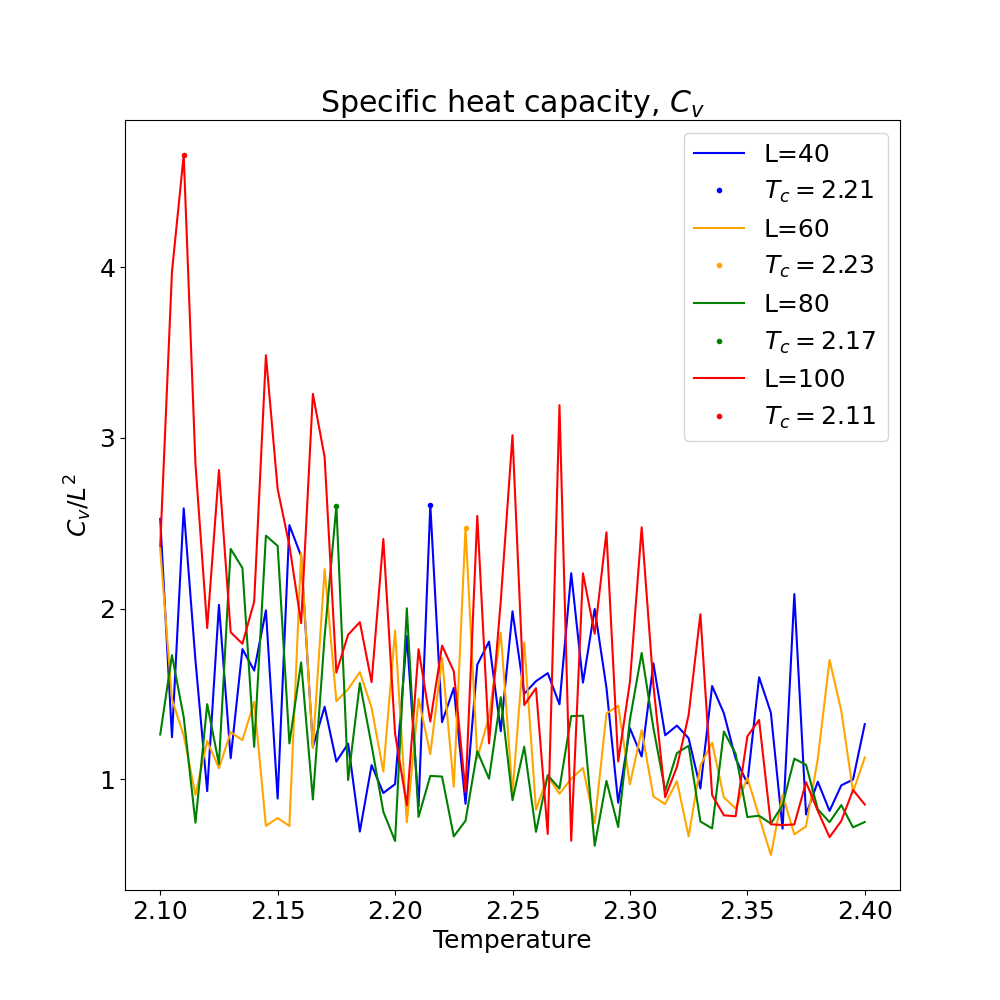 Specific heat capacity, $C_v$
$C_v/L^2$
4
3
2
1
L=40
$T_c = 2.21$
L=60
$T_c = 2.23$
L=80
$T_c = 2.17$
L=100
$T_c = 2.11$
2.10 2.15 2.20 2.25 2.30 2.35 2.40
Temperature